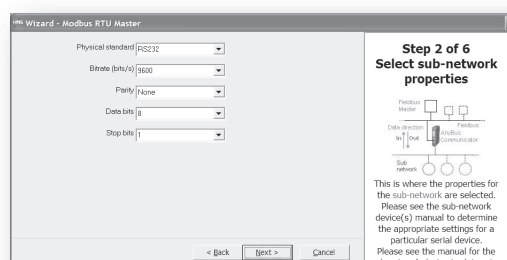 HMS Wizard - Modbus RTU Master
Physical standard RS232
Bitrate (bits/s) 9600
Parity None
Data bits 8
Stop bits 1
< Back Next > Cancel
Step 2 of 6
Select sub-network
properties
Fieldbus
Master
Fieldbus
Data direction
In Out
AnyBus
Communicator
Sub
network
This is where the properties for
the sub-network are selected.
Please see the sub-network
device(s) manual to determine
the appropriate settings for a
particular serial device.
Please see the manual for the